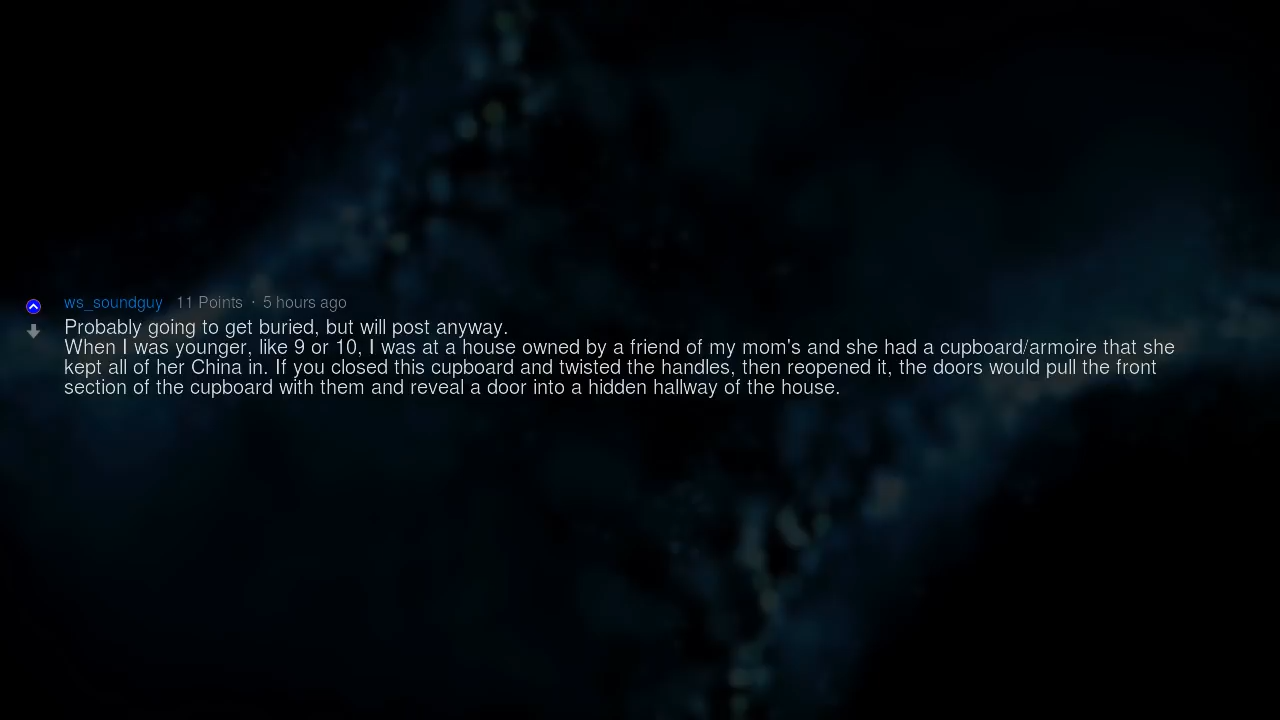 ws_soundguy 11 Points · 5 hours ago
Probably going to get buried, but will post anyway.
When I was younger, like 9 or 10, I was at a house owned by a friend of my mom's and she had a cupboard/armoire that she
kept all of her China in. If you closed this cupboard and twisted the handles, then reopened it, the doors would pull the front
section of the cupboard with them and reveal a door into a hidden hallway of the house.